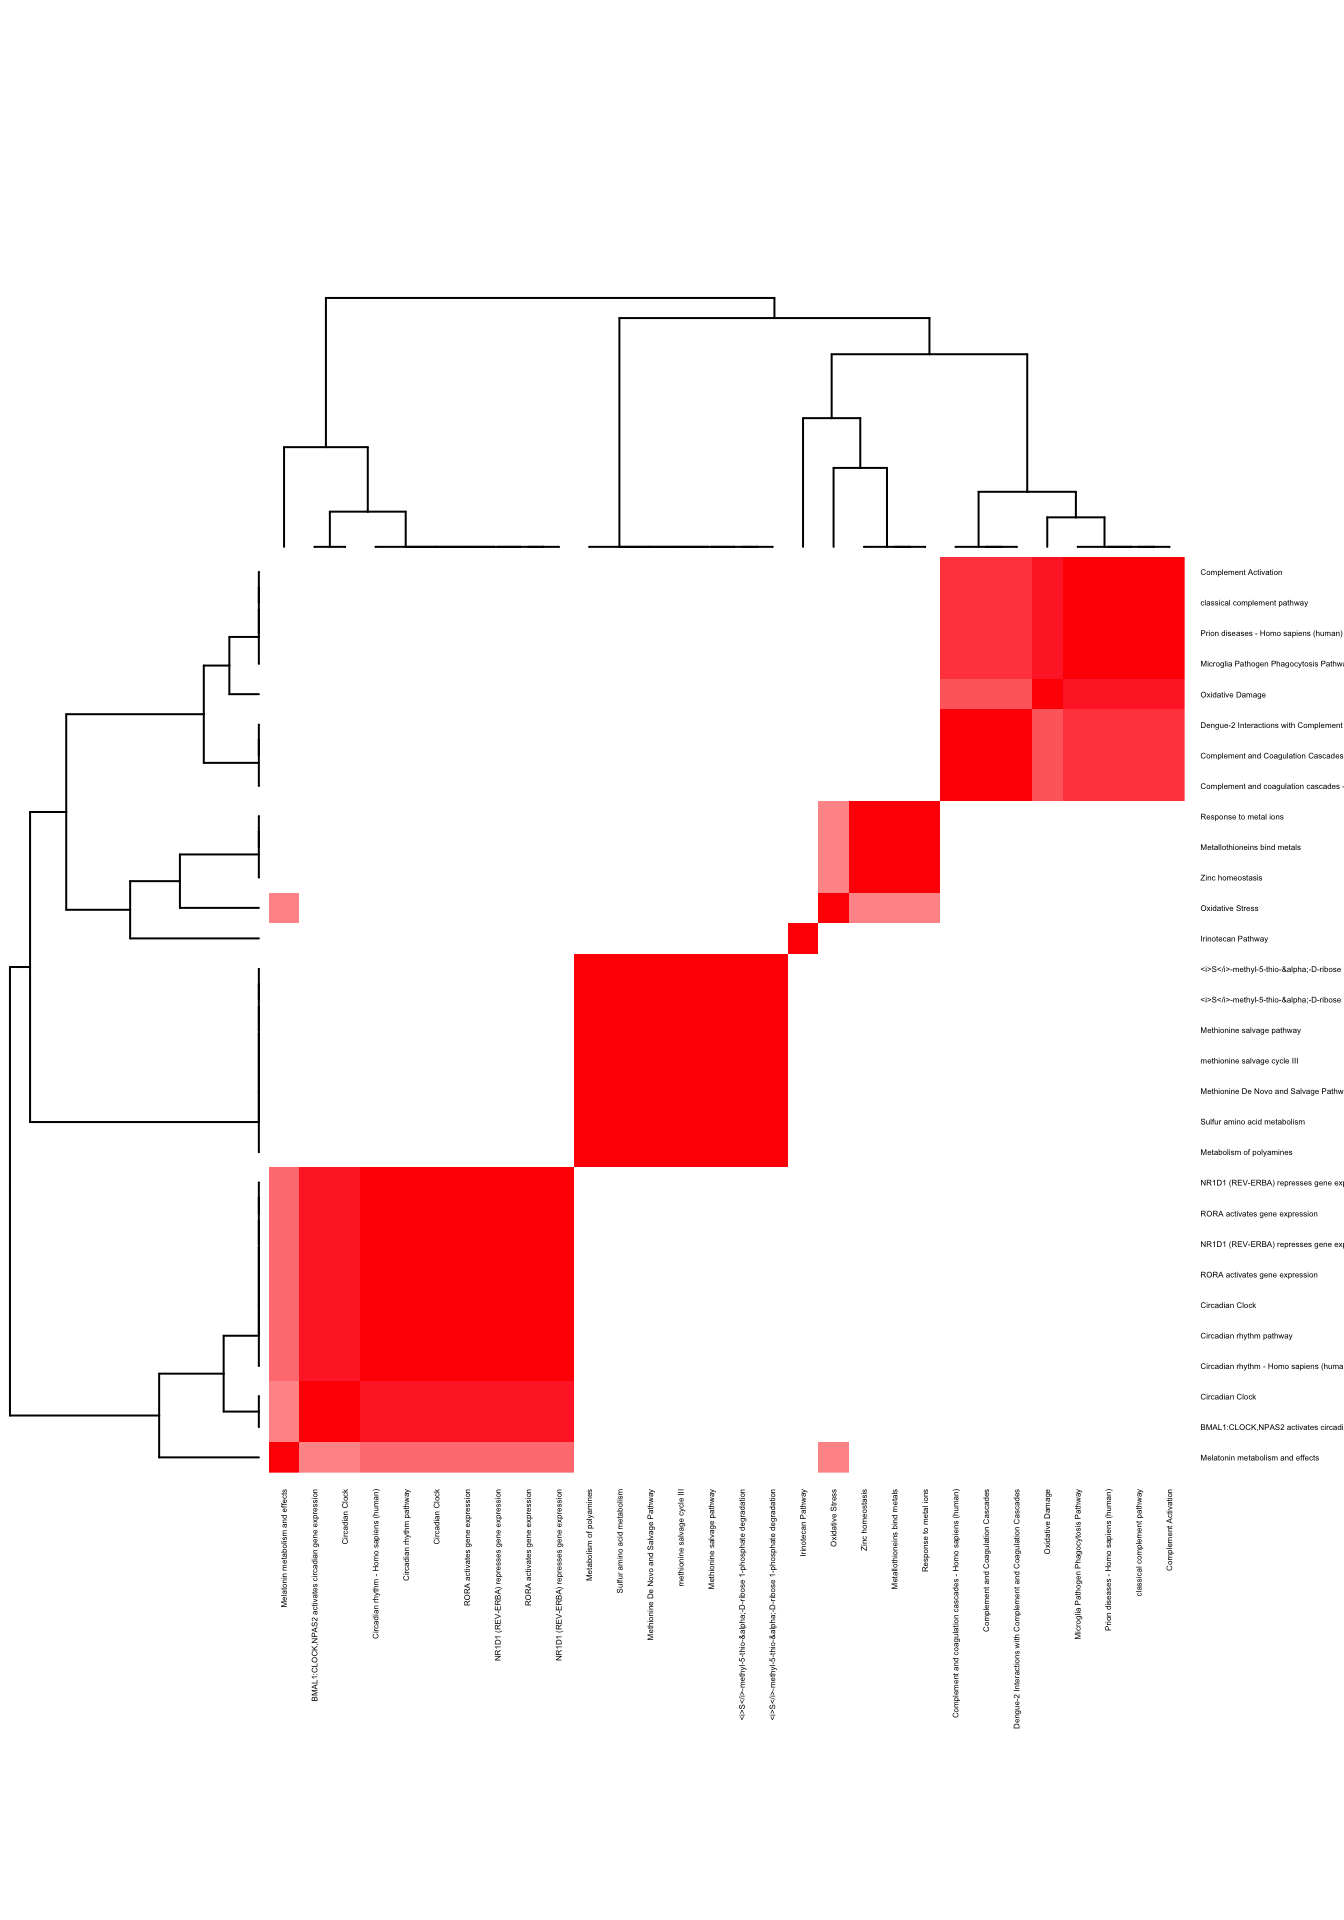 Complement Activation
classical complement pathway
Prion diseases - Homo sapiens (human)
Microglia Pathogen Phagocytosis Pathwa
Oxidative Damage
Dengue-2 Interactions with Complement
Complement and Coagulation Cascades
Complement and coagulation cascades -
Response to metal ions
Metallothioneins bind metals
Zinc homeostasis
Oxidative Stress
Irinotecan Pathway
<i>S</i>-methyl-5-thio-&alpha;-D-ribose
<i>S</i>-methyl-5-thio-&alpha;-D-ribose
Methionine salvage pathway
methionine salvage cycle III
Methionine De Novo and Salvage Pathw
Sulfur amino acid metabolism
Metabolism of polyamines
NR1D1 (REV-ERBA) represses gene exp
RORA activates gene expression
NR1D1 (REV-ERBA) represses gene exp
RORA activates gene expression
Circadian Clock
Circadian rhythm pathway
Circadian rhythm - Homo sapiens (huma
Circadian Clock
BMAL1:CLOCK,NPAS2 activates circadi
Melatonin metabolism and effects
Melatonin metabolism and effects
BMAL1:CLOCK,NPAS2 activates circadian gene expression
Circadian Clock
Circadian rhythm - Homo sapiens (human)
Circadian rhythm pathway
Circadian Clock
RORA activates gene expression
NR1D1 (REV-ERBA) represses gene expression
RORA activates gene expression
NR1D1 (REV-ERBA) represses gene expression
Metabolism of polyamines
Sulfur amino acid metabolism
Methionine De Novo and Salvage Pathway
methionine salvage cycle III
Methionine salvage pathway
<i>S</i>-methyl-5-thio-&alpha;-D-ribose 1-phosphate degradation
<i>S</i>-methyl-5-thio-&alpha;-D-ribose 1-phosphate degradation
Irinotecan Pathway
Oxidative Stress
Zinc homeostasis
Metallothioneins bind metals
Response to metal ions
Complement and coagulation cascades - Homo sapiens (human)
Complement and Coagulation Cascades
Dengue-2 Interactions with Complement and Coagulation Cascades
Oxidative Damage
Microglia Pathogen Phagocytosis Pathway
Prion diseases - Homo sapiens (human)
classical complement pathway
Complement Activation